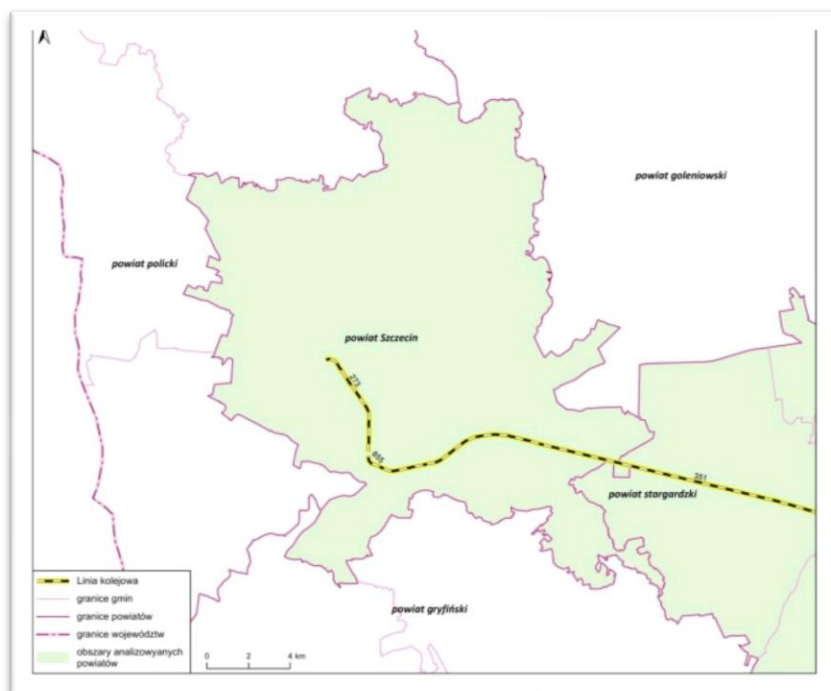 powiat goleniowski
powiat policki
powiat Szczecin
273
855
351
powiat stargardzki
powiat gryfiński
Linia kolejowa
granice gmin
granice powiatów
granice województw
obszary analizowyanych
powiatów
0 2 4 km